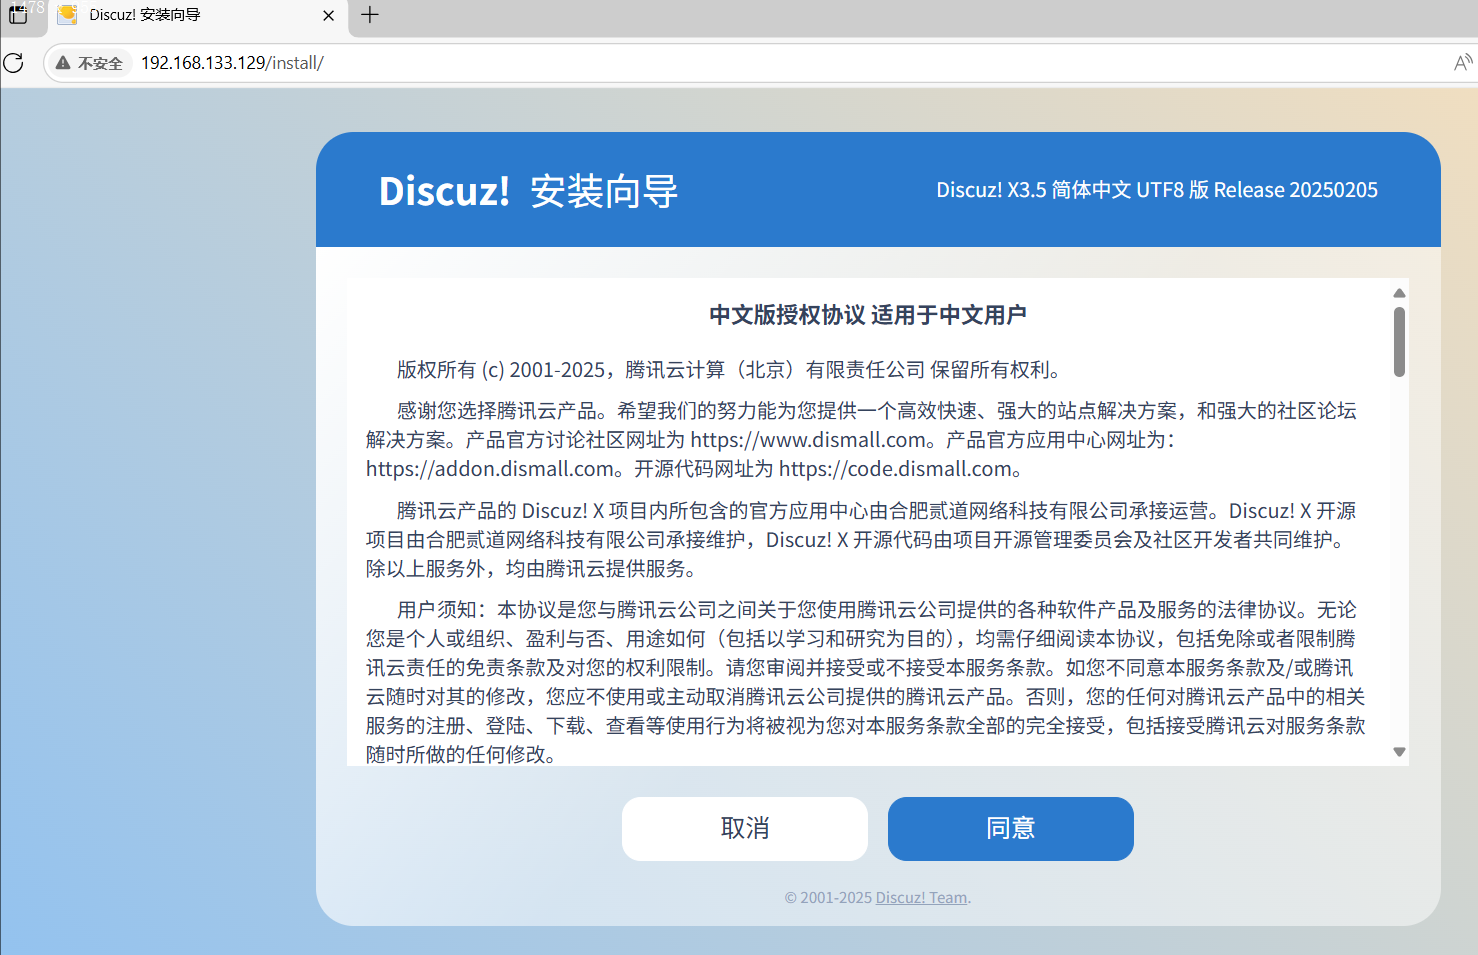 1478
Discuz! 安装向导
不安全 192.168.133.129/install/
Discuz! 安装向导
Discuz! X3.5 简体中文 UTF8 版 Release 20250205
中文版授权协议 适用于中文用户
版权所有 (c) 2001-2025，腾讯云计算（北京）有限责任公司 保留所有权利。
感谢您选择腾讯云产品。希望我们的努力能为您提供一个高效快速、强大的站点解决方案，和强大的社区论坛
解决方案。产品官方讨论社区网址为 https://www.dismall.com。产品官方应用中心网址为：
https://addon.dismall.com。开源代码网址为 https://code.dismall.com。
腾讯云产品的 Discuz! X 项目内所包含的官方应用中心由合肥贰道网络科技有限公司承接运营。Discuz! X 开源
项目由合肥贰道网络科技有限公司承接维护，Discuz! X 开源代码由项目开源管理委员会及社区开发者共同维护。
除以上服务外，均由腾讯云提供服务。
用户须知：本协议是您与腾讯云公司之间关于您使用腾讯云公司提供的各种软件产品及服务的法律协议。无论
您是个人或组织、盈利与否、用途如何（包括以学习和研究为目的），均需仔细阅读本协议，包括免除或者限制腾
讯云责任的免责条款及对您的权利限制。请您审阅并接受或不接受本服务条款。如您不同意本服务条款及/或腾讯
云随时对其的修改，您应不使用或主动取消腾讯云公司提供的腾讯云产品。否则，您的任何对腾讯云产品中的相关
服务的注册、登陆、下载、查看等使用行为将被视为您对本服务条款全部的完全接受，包括接受腾讯云对服务条款
随时所做的任何修改。
取消
同意
© 2001-2025 Discuz! Team.